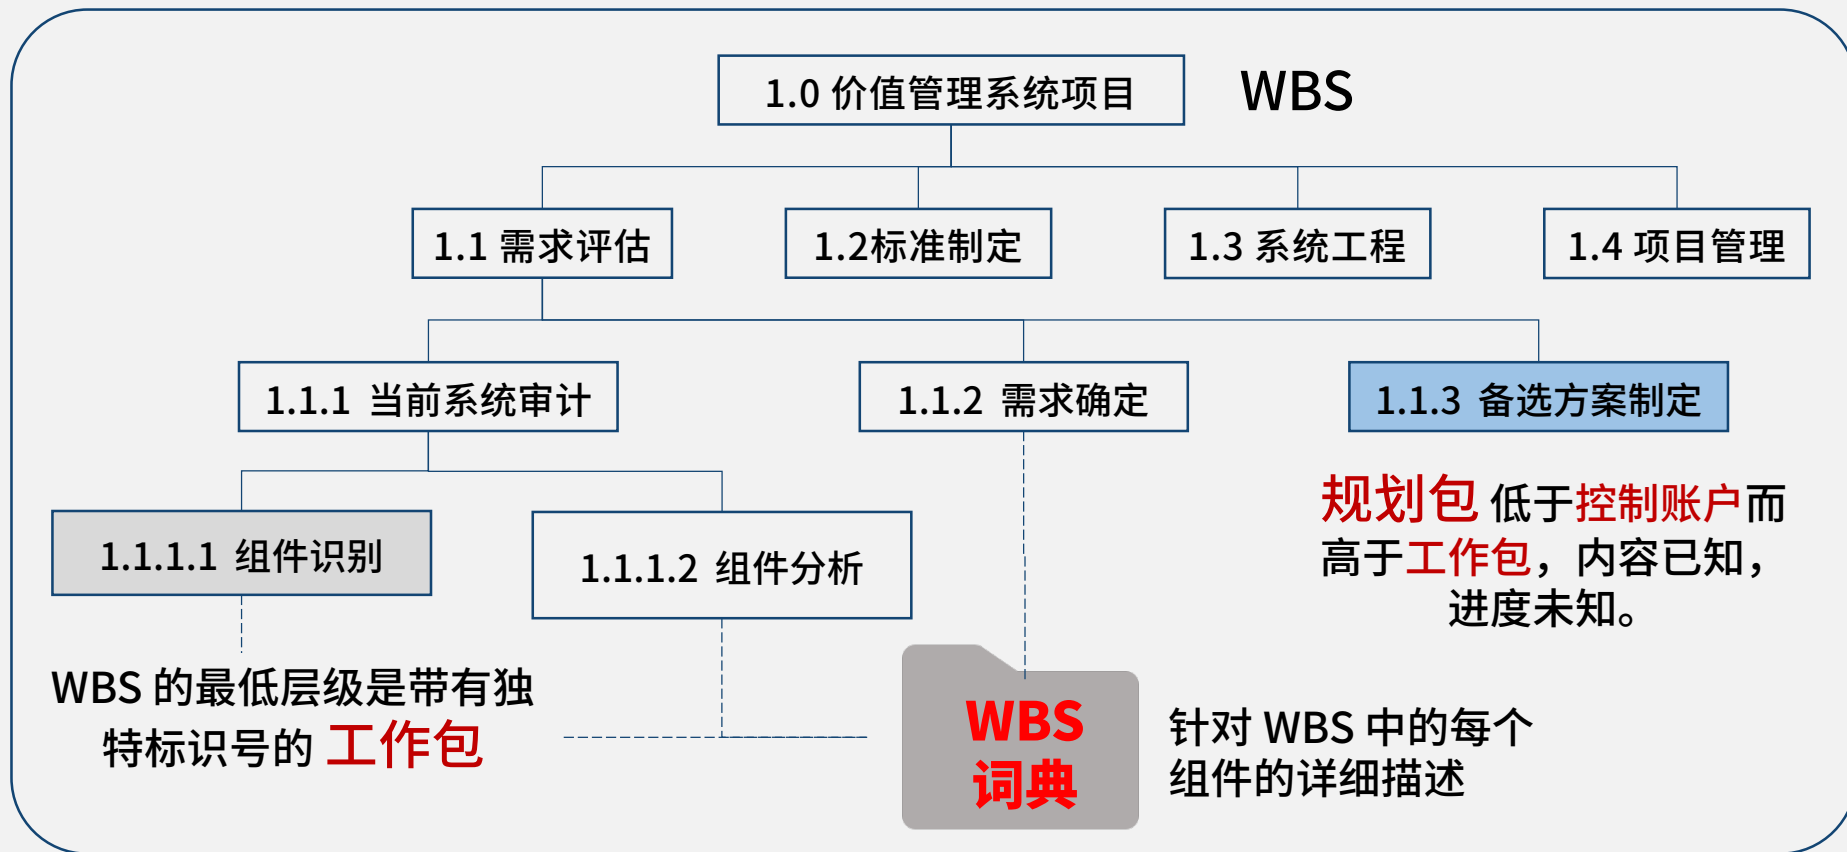 1.0 价值管理系统项目
WBS
1.1 需求评估
1.2标准制定
1.3 系统工程
1.4 项目管理
1.1.1 当前系统审计
1.1.2 需求确定
1.1.3 备选方案制定
1.1.1.1 组件识别
1.1.1.2 组件分析
规划包 低于控制账户而
高于工作包，内容已知，
进度未知。
WBS 的最低层级是带有独
特标识号的 工作包
WBS
词典
针对 WBS 中的每个
组件的详细描述